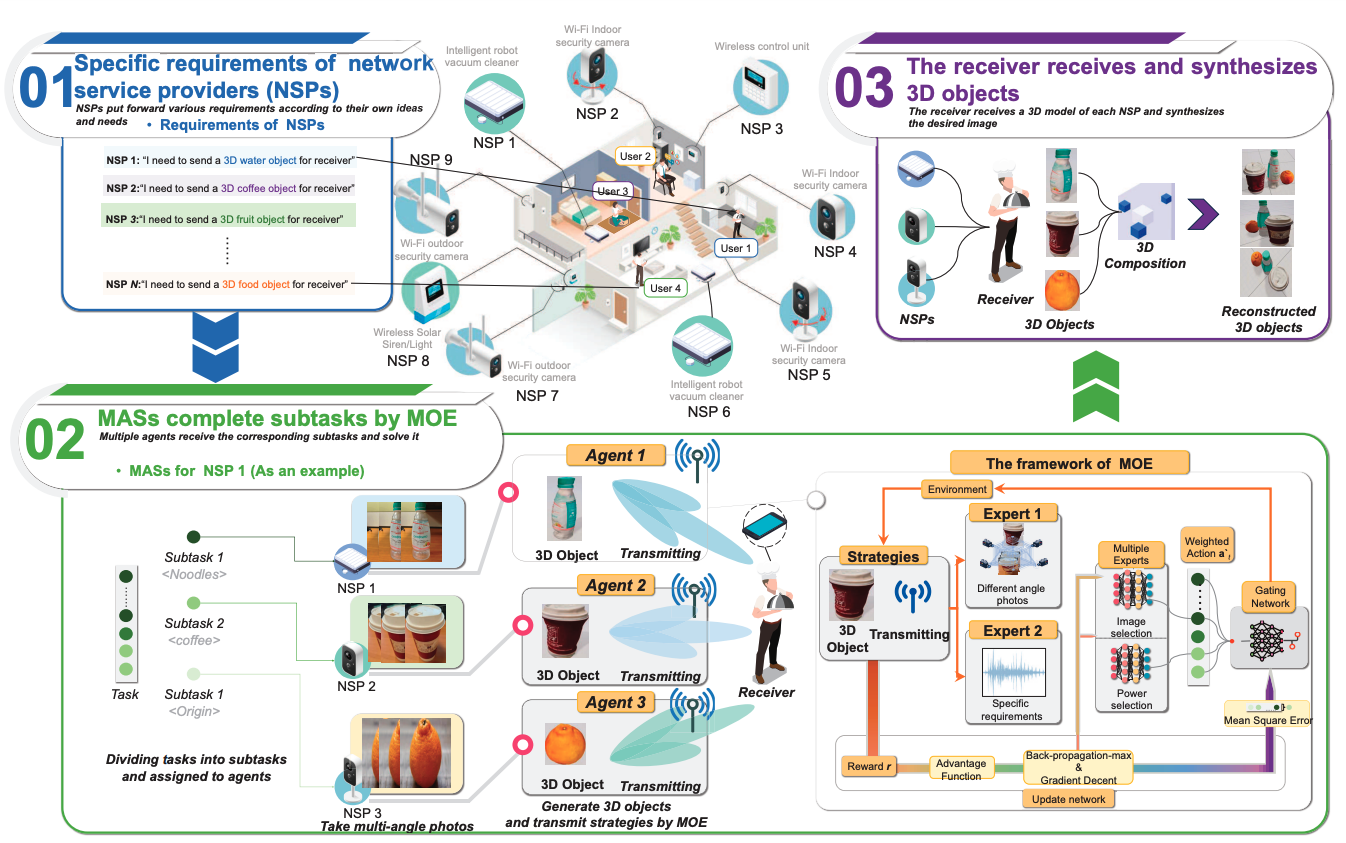 01
Specific requirements of network
service providers (NSPs)
NSPs put forward various requirements according to their own ideas
and needs
• Requirements of NSPs
NSP 1: “I need to send a 3D water object for receiver”
NSP 2:“I need to send a 3D coffee object for receiver”
NSP 3:“I need to send a 3D fruit object for receiver”
NSP N:“I need to send a 3D food object for receiver”
Intelligent robot
vacuum cleaner
NSP 1
Wi-Fi Indoor
security camera
NSP 2
Wireless control unit
NSP 3
Wi-Fi Indoor
security camera
NSP 4
Wi-Fi Indoor
security camera
NSP 5
Intelligent robot
vacuum cleaner
NSP 6
Wi-Fi outdoor
security camera
NSP 7
Wireless Solar
Siren/Light
NSP 8
NSP 9
Wi-Fi outdoor
security camera
User 2
User 3
User 1
User 4
03
The receiver receives and synthesizes
3D objects
The receiver receives a 3D model of each NSP and synthesizes
the desired image
NSPs
Receiver
3D Objects
3D
Composition
Reconstructed
3D objects
02
MASs complete subtasks by MOE
Multiple agents receive the corresponding subtasks and solve it
• MASs for NSP 1 (As an example)
Task
Subtask 1
<Noodles>
Subtask 2
<coffee>
Subtask 1
<Origin>
Dividing tasks into subtasks
and assigned to agents
NSP 1
NSP 2
NSP 3
Take multi-angle photos
Agent 1
3D Object
Transmitting
Agent 2
3D Object
Transmitting
Agent 3
3D Object
Transmitting
Generate 3D objects
and transmit strategies by MOE
Receiver
The framework of MOE
Environment
Strategies
3D
Object
Transmitting
Expert 1
Different angle
photos
Expert 2
Specific
requirements
Multiple
Experts
Image
selection
Power
selection
Weighted
Action
Gating
Network
Mean Square Error
Reward r
Advantage
Function
Back-propagation-max
&
Gradient Decent
Update network